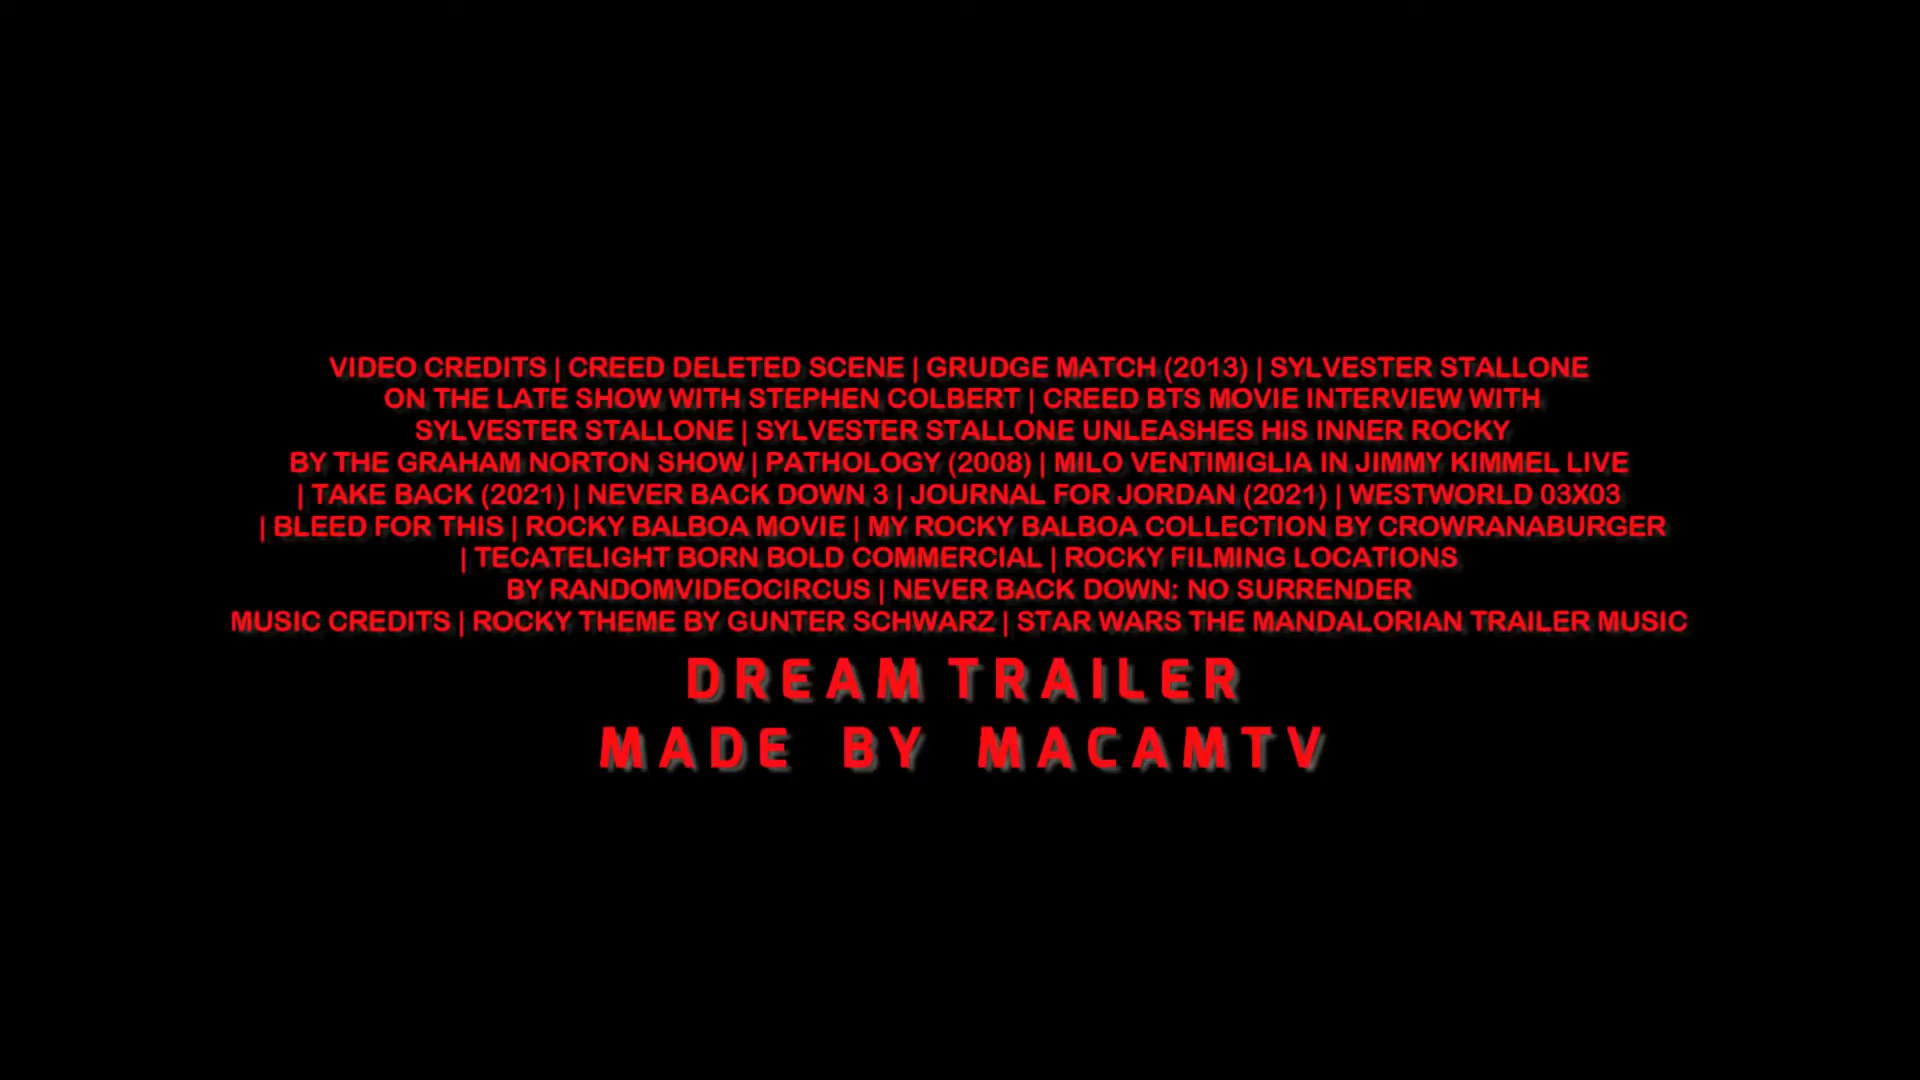 VIDEO CREDITS | CREED DELETED SCENE | GRUDGE MATCH (2013) | SYLVESTER STALLONE
ON THE LATE SHOW WITH STEPHEN COLBERT | CREED BTS MOVIE INTERVIEW WITH
SYLVESTER STALLONE | SYLVESTER STALLONE UNLEASHES HIS INNER ROCKY
BY THE GRAHAM NORTON SHOW | PATHOLOGY (2008) | MILO VENTIMIGLIA IN JIMMY KIMMEL LIVE
| TAKE BACK (2021) | NEVER BACK DOWN 3 | JOURNAL FOR JORDAN (2021) | WESTWORLD 03X03
| BLEED FOR THIS | ROCKY BALBOA MOVIE | MY ROCKY BALBOA COLLECTION BY CROWRANABURGER
| TECATELIGHT BORN BOLD COMMERCIAL | ROCKY FILMING LOCATIONS
BY RANDOMVIDEOCIRCUS | NEVER BACK DOWN: NO SURRENDER
MUSIC CREDITS | ROCKY THEME BY GUNTER SCHWARZ | STAR WARS THE MANDALORIAN TRAILER MUSIC
DREAM TRAILER
MADE BY MACAMTV